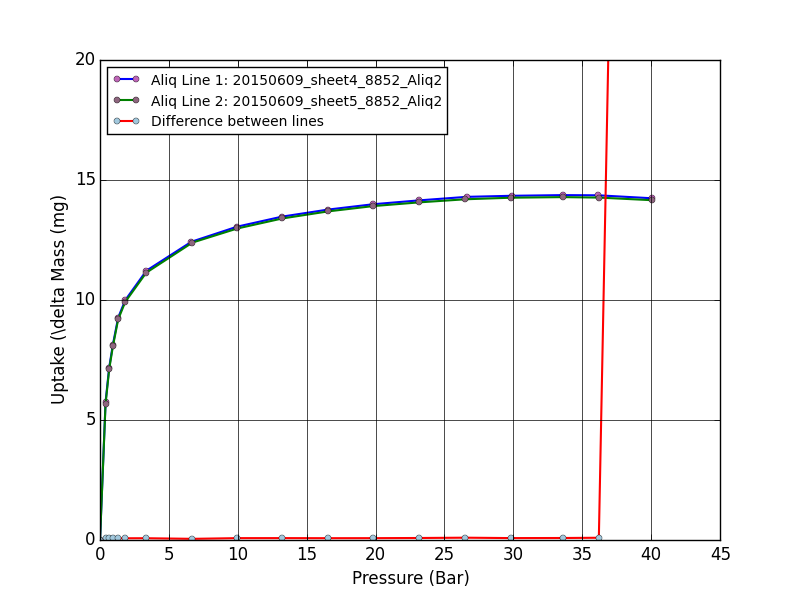 20
Aliq Line 1: 20150609_sheet4_8852_Aliq2
Aliq Line 2: 20150609_sheet5_8852_Aliq2
Difference between lines
15
10
5
0
Uptake (\delta Mass (mg)
0 5 10 15 20 25 30 35 40 45
Pressure (Bar)